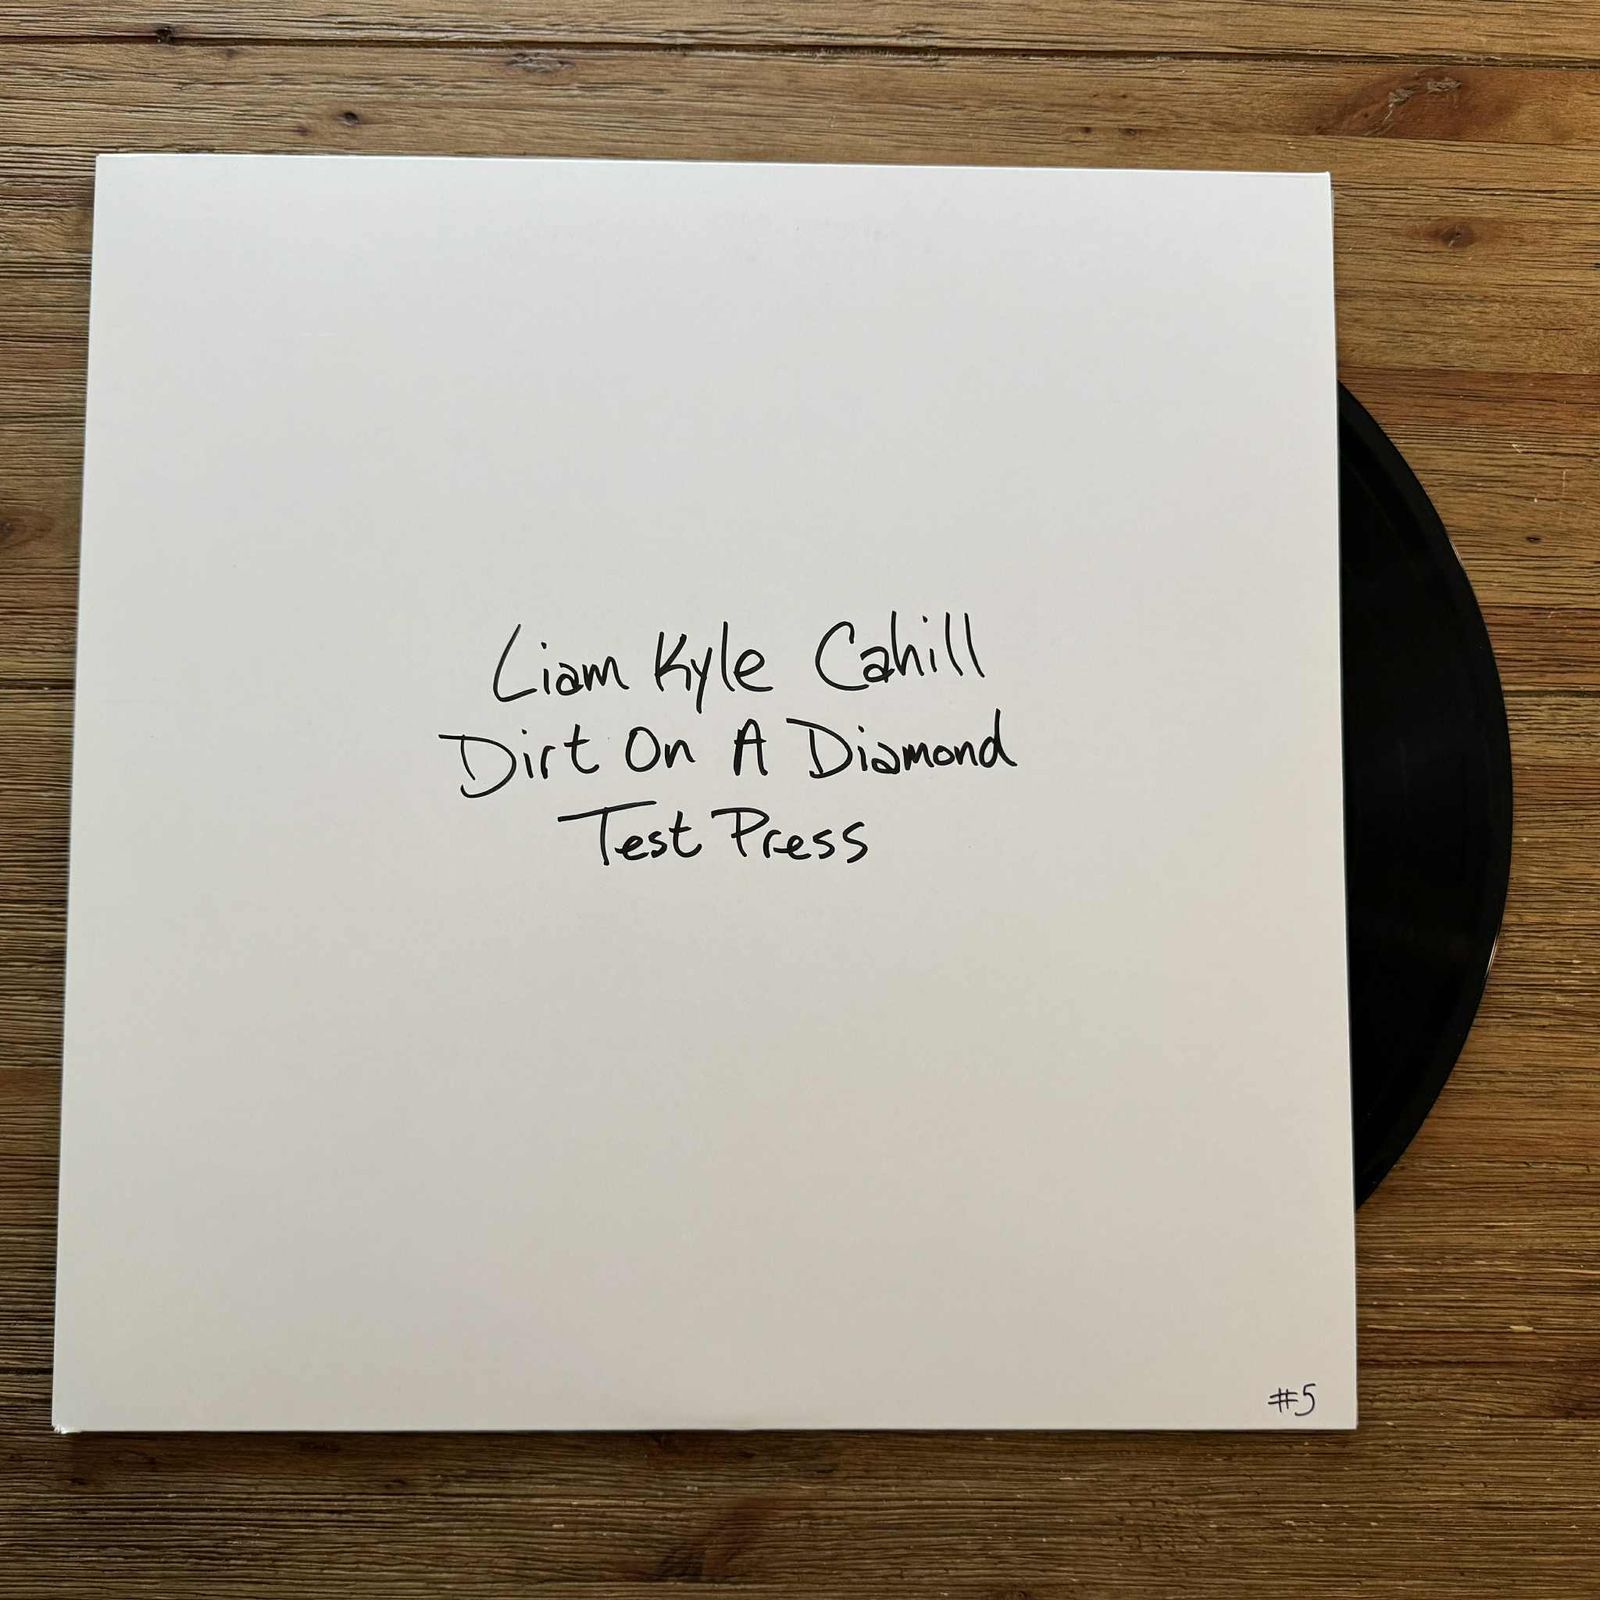 Liam Kyle Cahill
Dirt On A Diamond
Test Press
#5